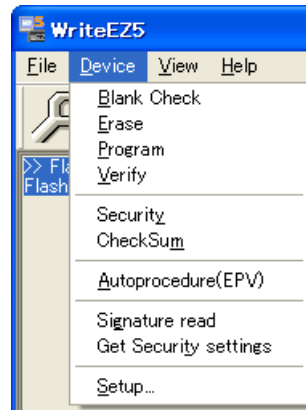 WriteEZ5
File Device View Help
Blank Check
Erase
Program
>> Fl
Verify
Flash
Security
CheckSum
Autoprocedure(EPV)
Signature read
Get Security settings
Setup...